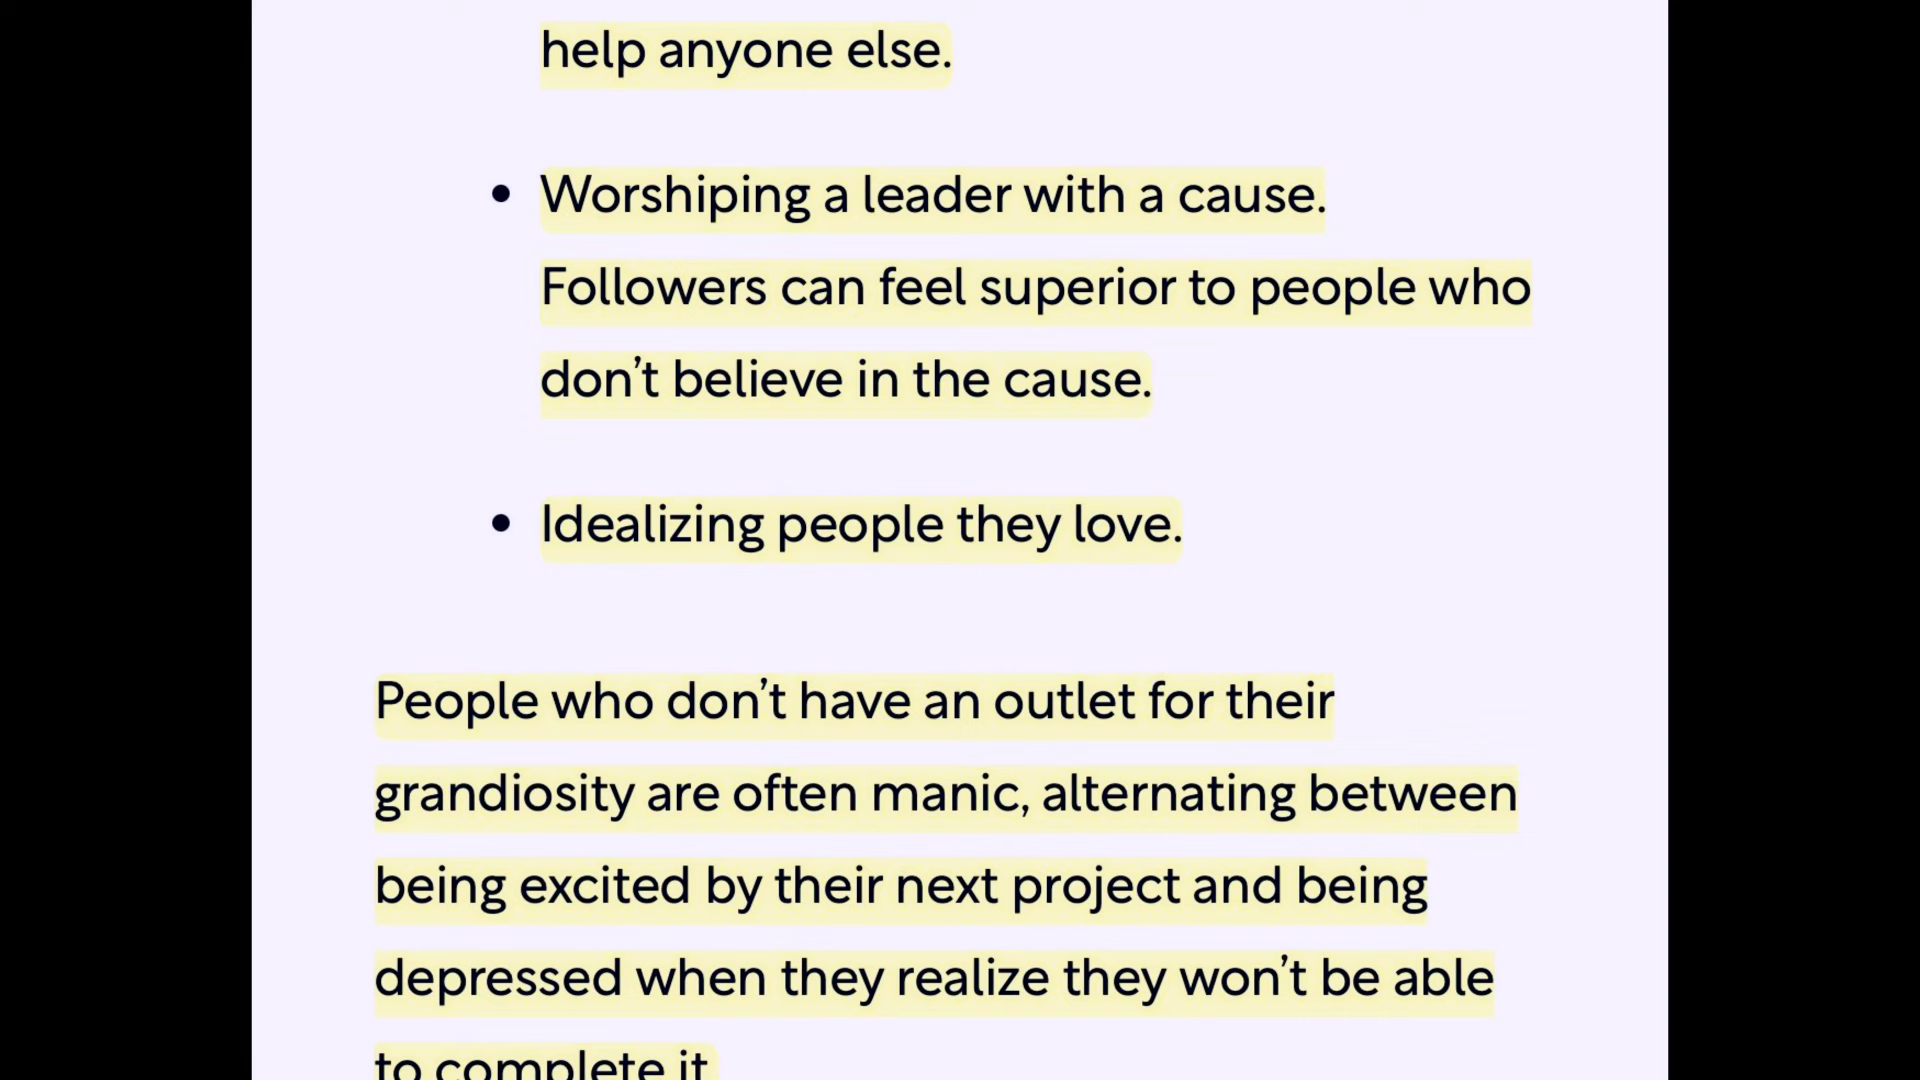 help anyone else.
• Worshiping a leader with a cause.
Followers can feel superior to people who
don’t believe in the cause.
• Idealizing people they love.
People who don’t have an outlet for their
grandiosity are often manic, alternating between
being excited by their next project and being
depressed when they realize they won’t be able
to complete it.